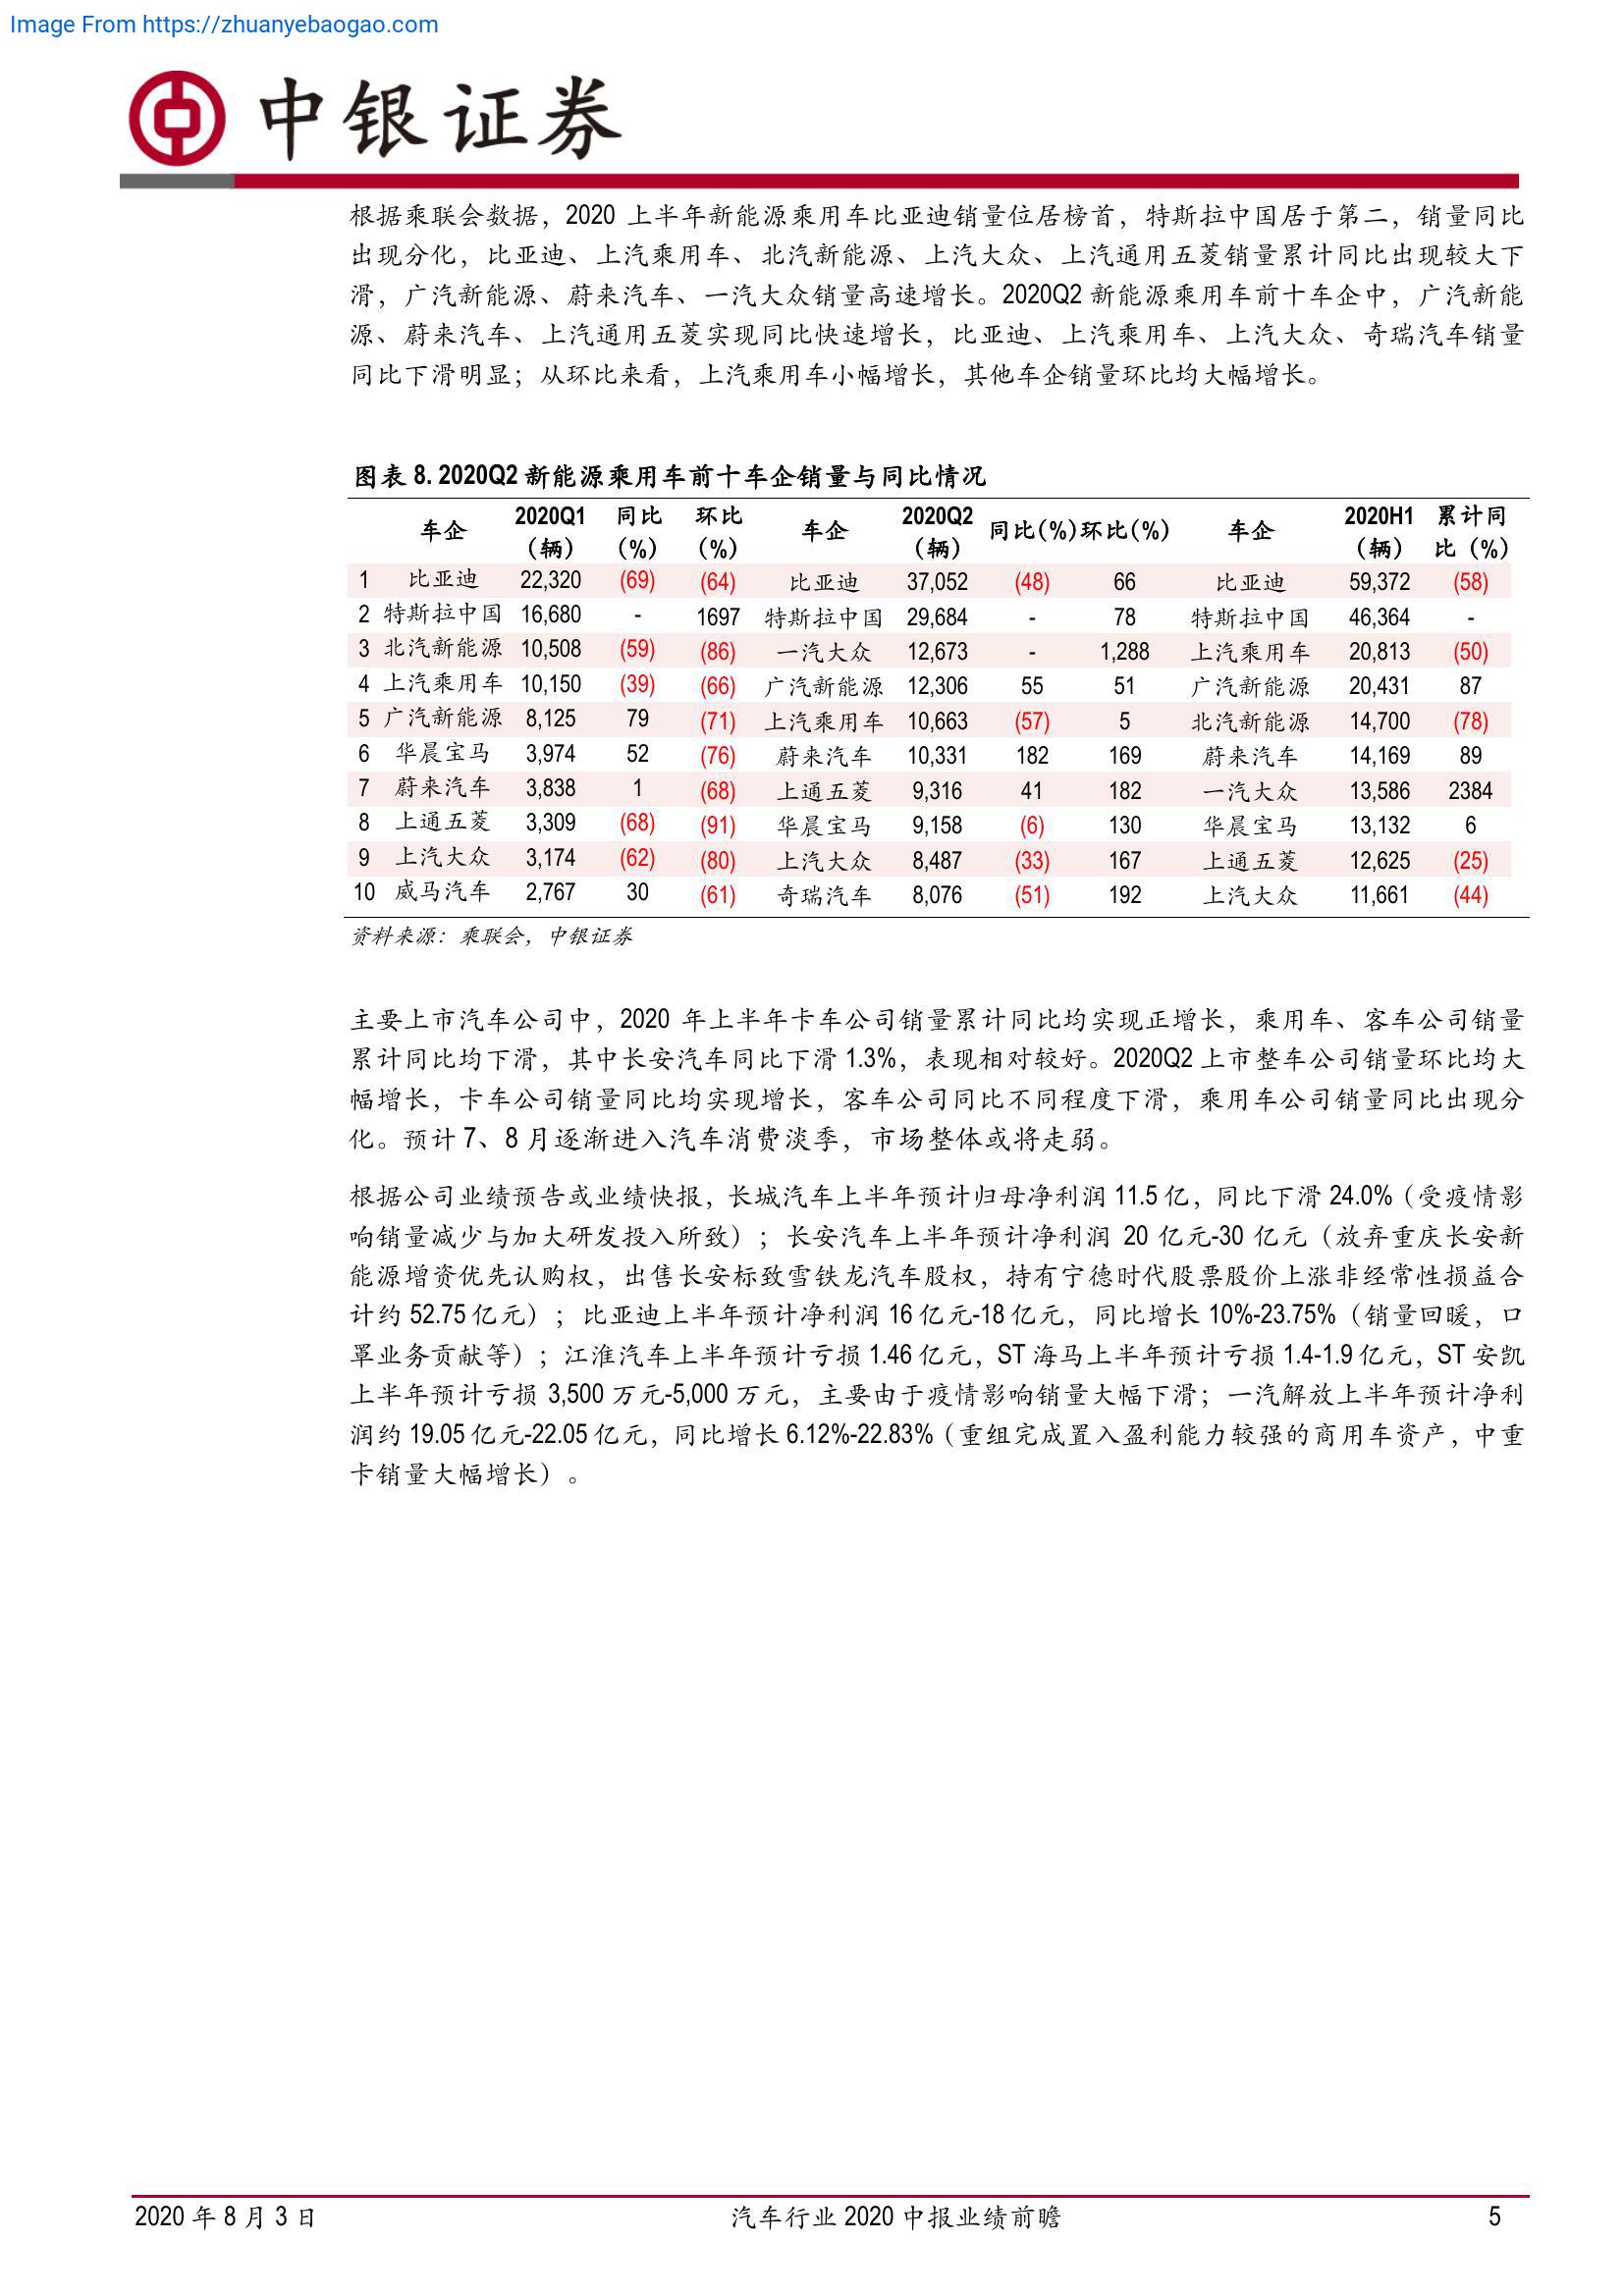 Image From https://zhuanyebaogao.com
中银证券
根据乘联会数据，2020 上半年新能源乘用车比亚迪销量位居榜首，特斯拉中国居于第二，销量同比
出现分化，比亚迪、上汽乘用车、北汽新能源、上汽大众、上汽通用五菱销量累计同比出现较大下
滑，广汽新能源、蔚来汽车、一汽大众销量高速增长。2020Q2 新能源乘用车前十车企中，广汽新能
源、蔚来汽车、上汽通用五菱实现同比快速增长，比亚迪、上汽乘用车、上汽大众、奇瑞汽车销量
同比下滑明显；从环比来看，上汽乘用车小幅增长，其他车企销量环比均大幅增长。
图表 8. 2020Q2 新能源乘用车前十车企销量与同比情况
车企 2020Q1（辆） 同比（%） 环比（%） 车企 2020Q2（辆） 同比(%) 环比(%) 车企 2020H1（辆） 累计同比（%）
1 比亚迪 22,320 (69) (64) 比亚迪 37,052 (48) 66 比亚迪 59,372 (58)
2 特斯拉中国 16,680 - 1697 特斯拉中国 29,684 - 78 特斯拉中国 46,364 -
3 北汽新能源 10,508 (59) (86) 一汽大众 12,673 - 1,288 上汽乘用车 20,813 (50)
4 上汽乘用车 10,150 (39) (66) 广汽新能源 12,306 55 51 广汽新能源 20,431 87
5 广汽新能源 8,125 79 (71) 上汽乘用车 10,663 (57) 5 北汽新能源 14,700 (78)
6 华晨宝马 3,974 52 (76) 蔚来汽车 10,331 182 169 蔚来汽车 14,169 89
7 蔚来汽车 3,838 1 (68) 上通五菱 9,316 41 182 一汽大众 13,586 2384
8 上通五菱 3,309 (68) (91) 华晨宝马 9,158 (6) 130 华晨宝马 13,132 6
9 上汽大众 3,174 (62) (80) 上汽大众 8,487 (33) 167 上通五菱 12,625 (25)
10 威马汽车 2,767 30 (61) 奇瑞汽车 8,076 (51) 192 上汽大众 11,661 (44)
资料来源：乘联会，中银证券
主要上市汽车公司中，2020 年上半年卡车公司销量累计同比均实现正增长，乘用车、客车公司销量
累计同比均下滑，其中长安汽车同比下滑 1.3%，表现相对较好。2020Q2 上市整车公司销量环比均大
幅增长，卡车公司销量同比均实现增长，客车公司同比不同程度下滑，乘用车公司销量同比出现分
化。预计 7、8 月逐渐进入汽车消费淡季，市场整体或将走弱。
根据公司业绩预告或业绩快报，长城汽车上半年预计归母净利润 11.5 亿，同比下滑 24.0%（受疫情影
响销量减少与加大研发投入所致）；长安汽车上半年预计净利润 20 亿元-30 亿元（放弃重庆长安新
能源增资优先认购权，出售长安标致雪铁龙汽车股权，持有宁德时代股票股价上涨非经常性损益合
计约 52.75 亿元）；比亚迪上半年预计净利润 16 亿元-18 亿元，同比增长 10%-23.75%（销量回暖，口
罩业务贡献等）；江淮汽车上半年预计亏损 1.46 亿元，ST 海马上半年预计亏损 1.4-1.9 亿元，ST 安凯
上半年预计亏损 3,500 万元-5,000 万元，主要由于疫情影响销量大幅下滑；一汽解放上半年预计净利
润约 19.05 亿元-22.05 亿元，同比增长 6.12%-22.83%（重组完成置入盈利能力较强的商用车资产，中重
卡销量大幅增长）。
2020 年 8 月 3 日 汽车行业 2020 中报业绩前瞻 5